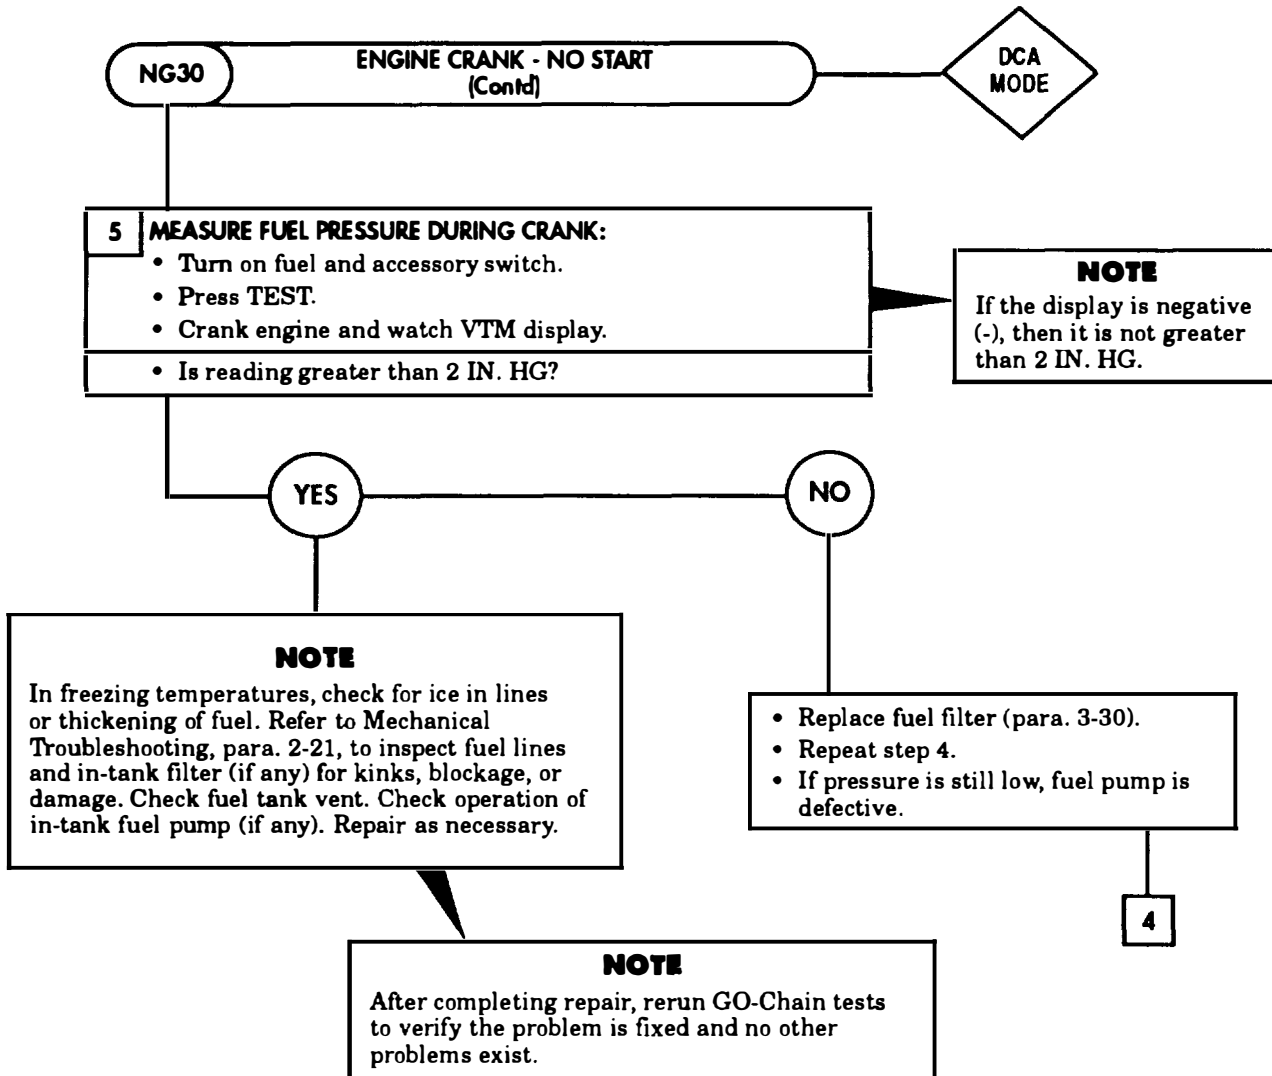 NG30
ENGINE CRANK - NO START
(Contd)
DCA
MODE
5 MEASURE FUEL PRESSURE DURING CRANK:
• Turn on fuel and accessory switch.
• Press TEST.
• Crank engine and watch VTM display.
• Is reading greater than 2 IN. HG?
NOTE
If the display is negative
(-), then it is not greater
than 2 IN. HG.
YES
NO
NOTE
In freezing temperatures, check for ice in lines
or thickening of fuel. Refer to Mechanical
Troubleshooting, para. 2-21, to inspect fuel lines
and in-tank filter (if any) for kinks, blockage, or
damage. Check fuel tank vent. Check operation of
in-tank fuel pump (if any). Repair as necessary.
• Replace fuel filter (para. 3-30).
• Repeat step 4.
• If pressure is still low, fuel pump is
defective.
4
NOTE
After completing repair, rerun GO-Chain tests
to verify the problem is fixed and no other
problems exist.